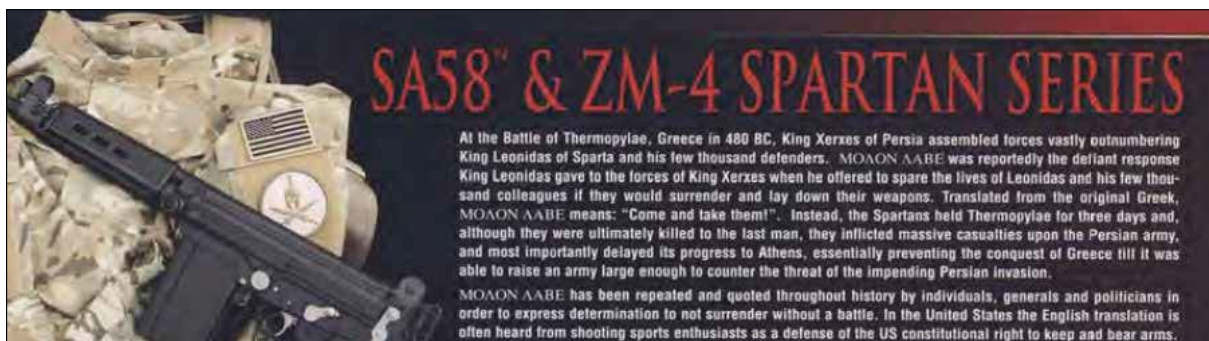 SA58™ & ZM-4 SPARTAN SERIES
At the Battle of Thermopylae, Greece in 480 BC, King Xerxes of Persia assembled forces vastly outnumbering
King Leonidas of Sparta and his few thousand defenders. ΜΟΛΟΝ ΛΑΒΕ was reportedly the defiant response
King Leonidas gave to the forces of King Xerxes when he offered to spare the lives of Leonidas and his few thou-
sand colleagues if they would surrender and lay down their weapons. Translated from the original Greek,
ΜΟΛΟΝ ΛΑΒΕ means: “Come and take them!”. Instead, the Spartans held Thermopylae for three days and,
although they were ultimately killed to the last man, they inflicted massive casualties upon the Persian army,
and most importantly delayed its progress to Athens, essentially preventing the conquest of Greece till it was
able to raise an army large enough to counter the threat of the impending Persian invasion.
ΜΟΛΟΝ ΛΑΒΕ has been repeated and quoted throughout history by individuals, generals and politicians in
order to express determination to not surrender without a battle. In the United States the English translation is
often heard from shooting sports enthusiasts as a defense of the US constitutional right to keep and bear arms.